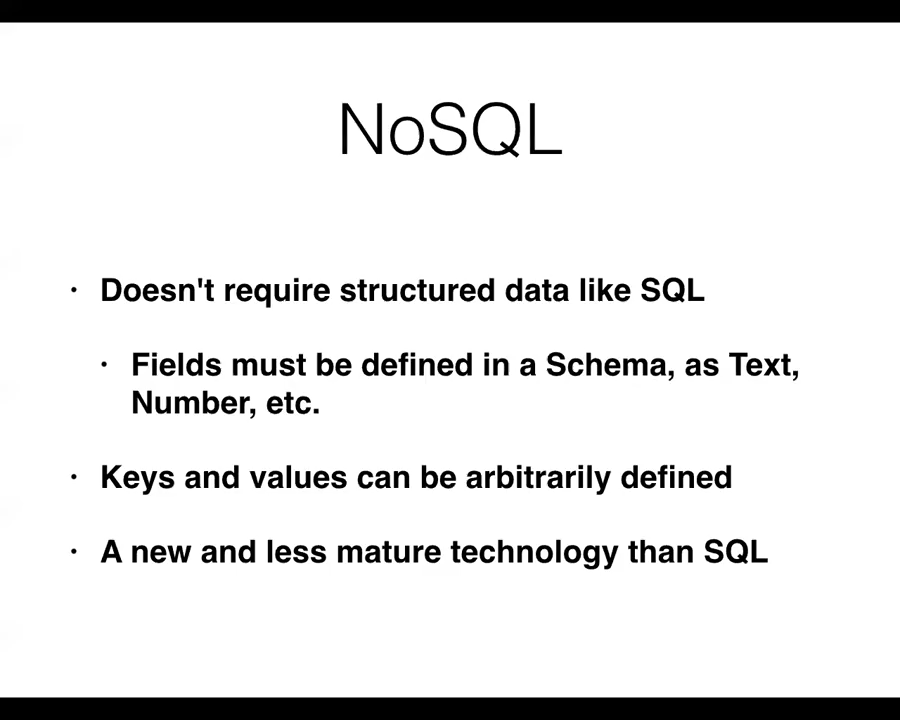 NoSQL
• Doesn't require structured data like SQL
• Fields must be defined in a Schema, as Text,
Number, etc.
• Keys and values can be arbitrarily defined
• A new and less mature technology than SQL